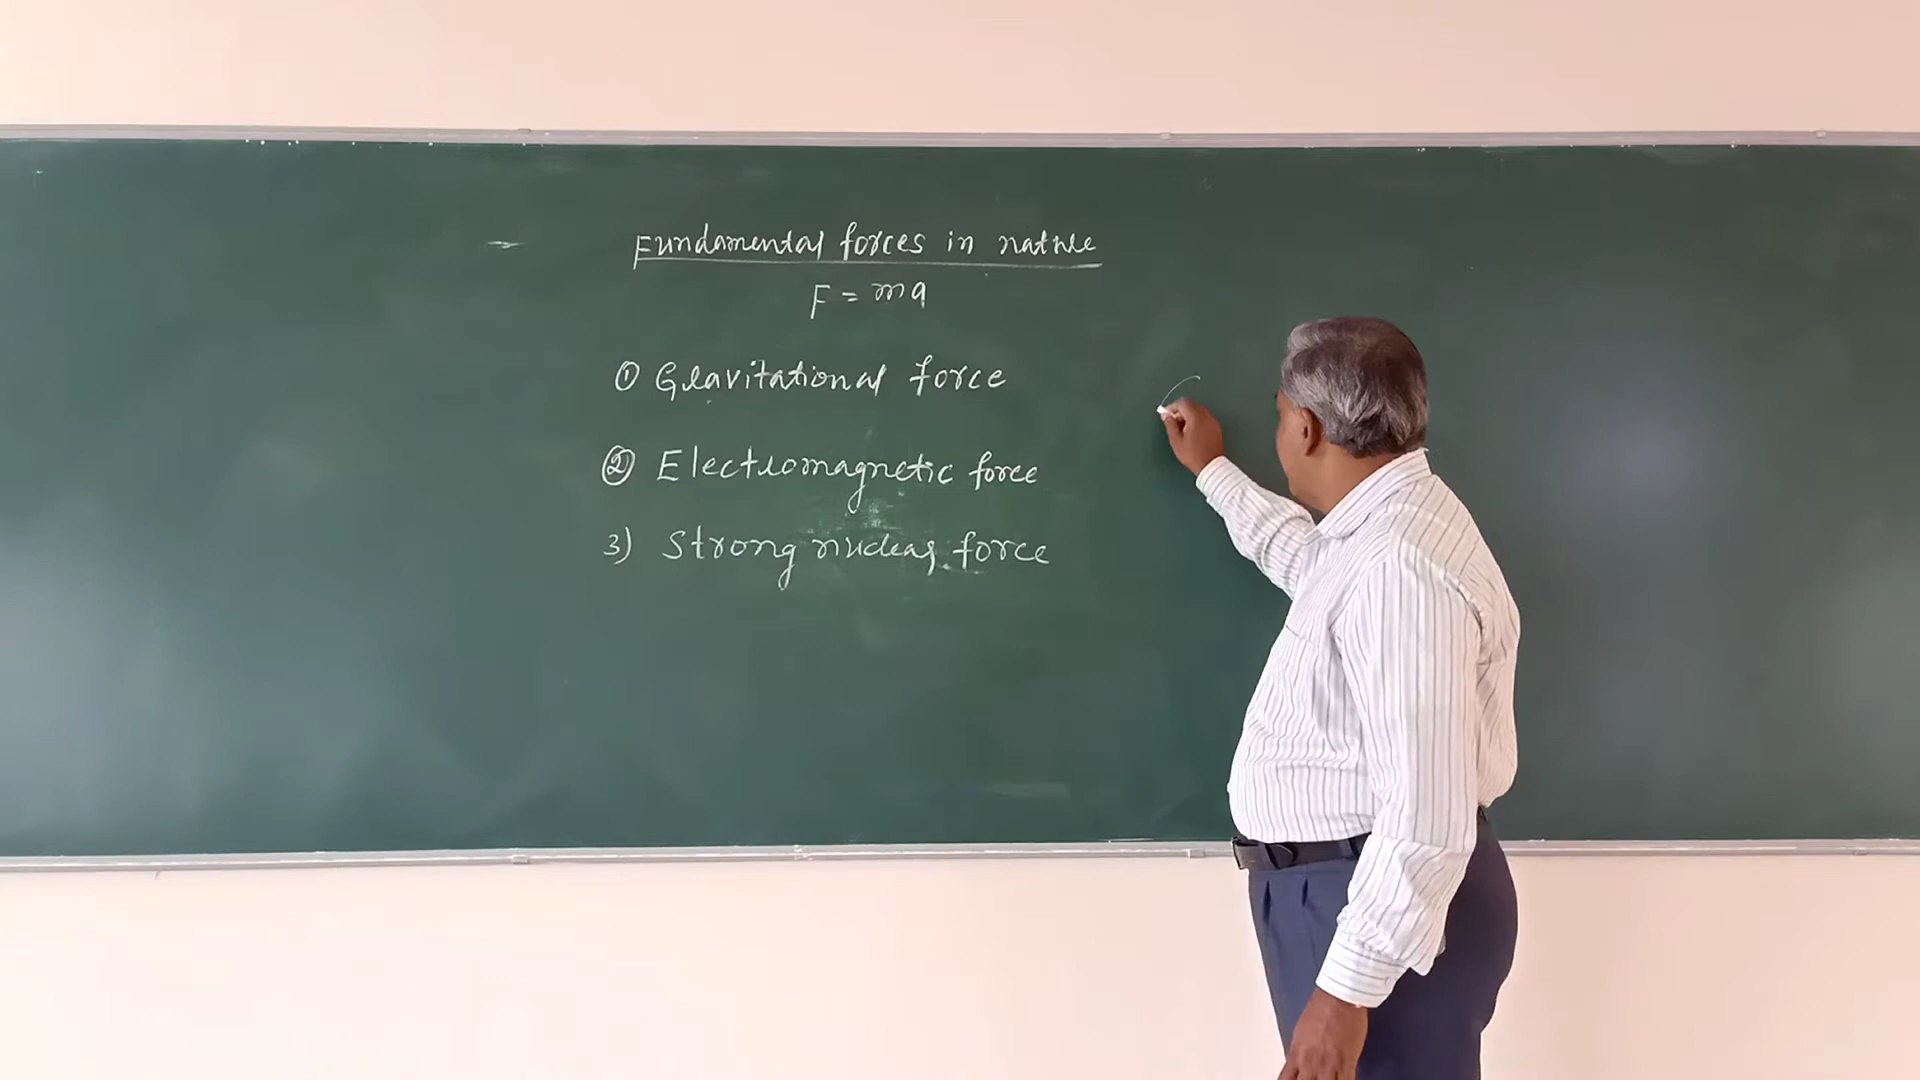 Fundamental forces in nature
F = ma
① Gravitational force
② Electromagnetic force
3) Strong nuclear force